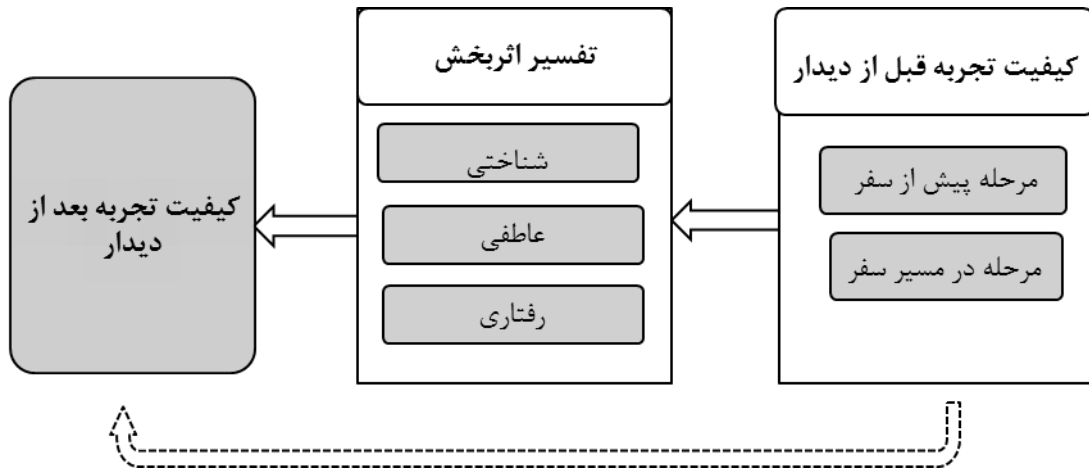 کیفیت تجربه قبل از دیدار
مرحله پیش از سفر
مرحله در مسیر سفر
تفسیر اثربخش
شناختی
عاطفی
رفتاری
کیفیت تجربه بعد از
دیدار